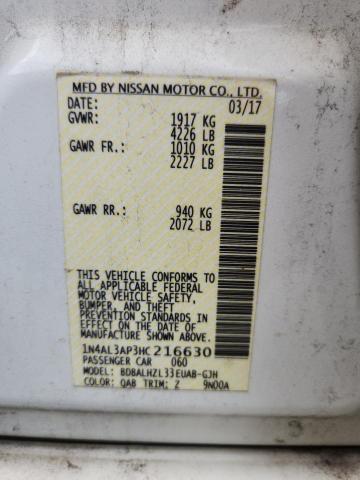 MFD BY NISSAN MOTOR CO., LTD.
DATE: 03/17
GVWR: 1917 KG
4226 LB
GAWR FR.: 1010 KG
2227 LB
GAWR RR.: 940 KG
2072 LB
THIS VEHICLE CONFORMS TO
ALL APPLICABLE FEDERAL
MOTOR VEHICLE SAFETY,
BUMPER, AND THEFT
PREVENTION STANDARDS
IN EFFECT ON THE DATE OF
MANUFACTURE SHOWN ABOVE.
1N4AL3AP3HC216630
PASSENGER CAR 060
MODEL: BDBALHZL33EUAB-GJH
COLOR: QAB TRIM: Z 9N00A